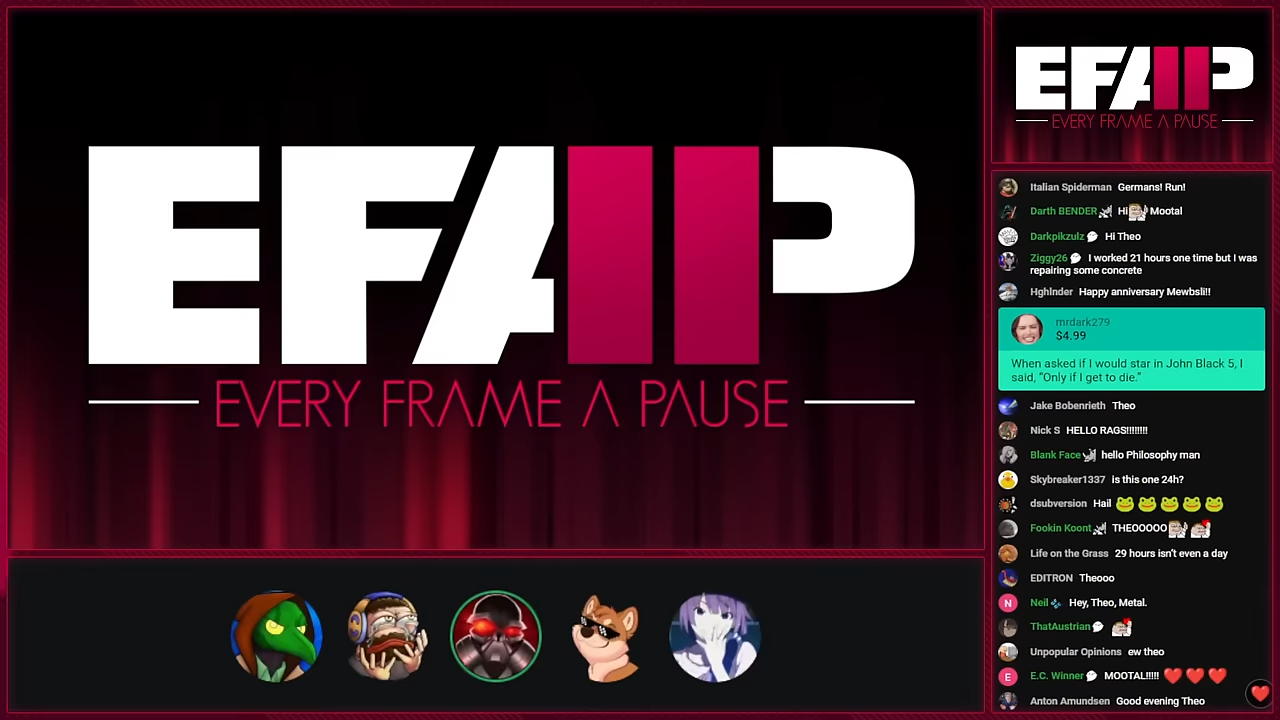 EFAP
EVERY FRAME A PAUSE
EFAP
EVERY FRAME A PAUSE
Italian Spiderman Germans! Run!
Darth BENDER Hi Mootal
Darkpikzulz Hi Theo
Ziggy26 I worked 21 hours one time but I was
repairing some concrete
Hghlnder Happy anniversary Mewbsli!!
mrdark279
$4.99
When asked if I would star in John Black 5, I
said, “Only if I get to die.”
Jake Bobenrieth Theo
Nick S HELLO RAGS!!!!!!!!
Blank Face hello Philosophy man
Skybreaker1337 is this one 24h?
dsubversion Hail 🐸🐸🐸🐸🐸
Fookin Koont THEOOOOO
Life on the Grass 29 hours isn’t even a day
EDITRON Theooo
N Neil Hey, Theo, Metal.
ThatAustrian
Unpopular Opinions ew theo
E E.C. Winner MOOTAL!!!!! ❤️❤️❤️
Anton Amundsen Good evening Theo